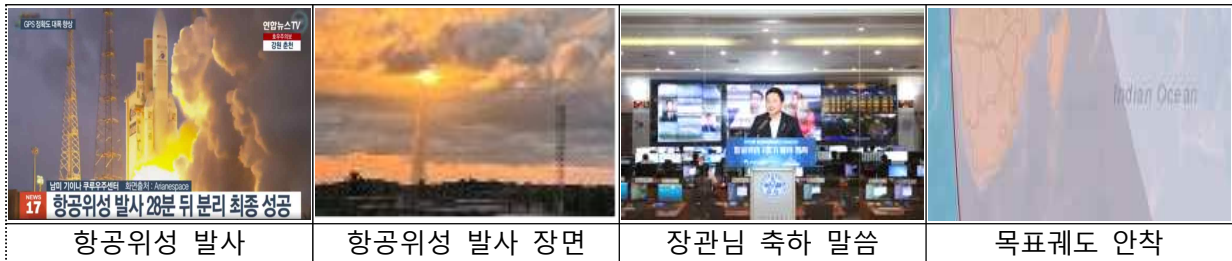 GPS 정확도 대폭 향상
연합뉴스TV
강원 춘천
남미 기아나 쿠루우주센터 화면출처 : Arianespace
NEWS
17
항공위성 발사 28분 뒤 분리 최종 성공
Indian Ocean
항공위성 발사
항공위성 발사 장면
장관님 축하 말씀
목표궤도 안착